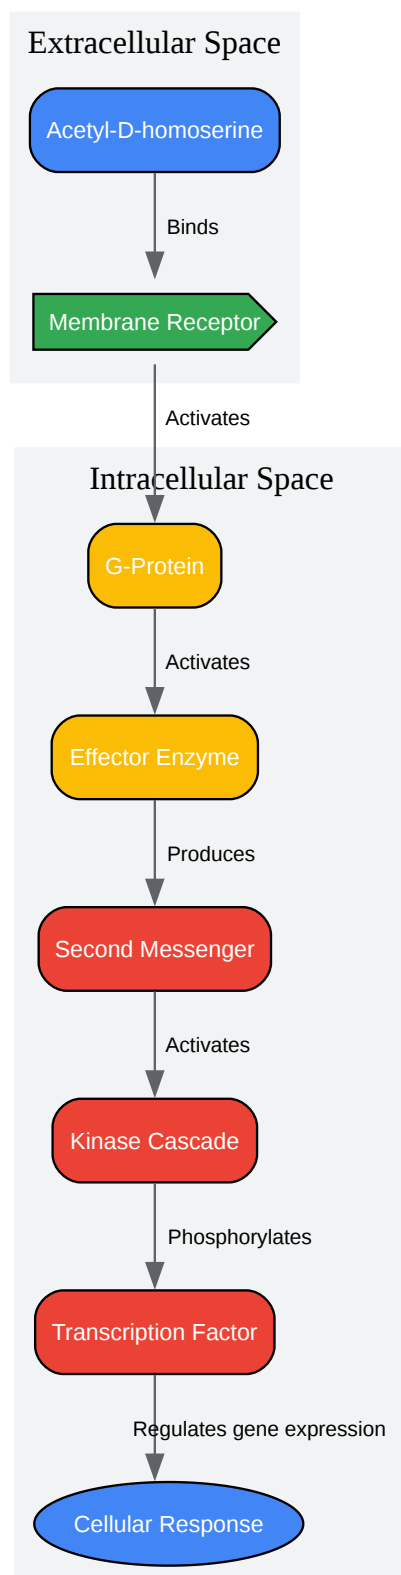 Extracellular Space
Acetyl-D-homoserine
Binds
Membrane Receptor
Activates
Intracellular Space
G-Protein
Activates
Effector Enzyme
Produces
Second Messenger
Activates
Kinase Cascade
Phosphorylates
Transcription Factor
Regulates gene expression
Cellular Response